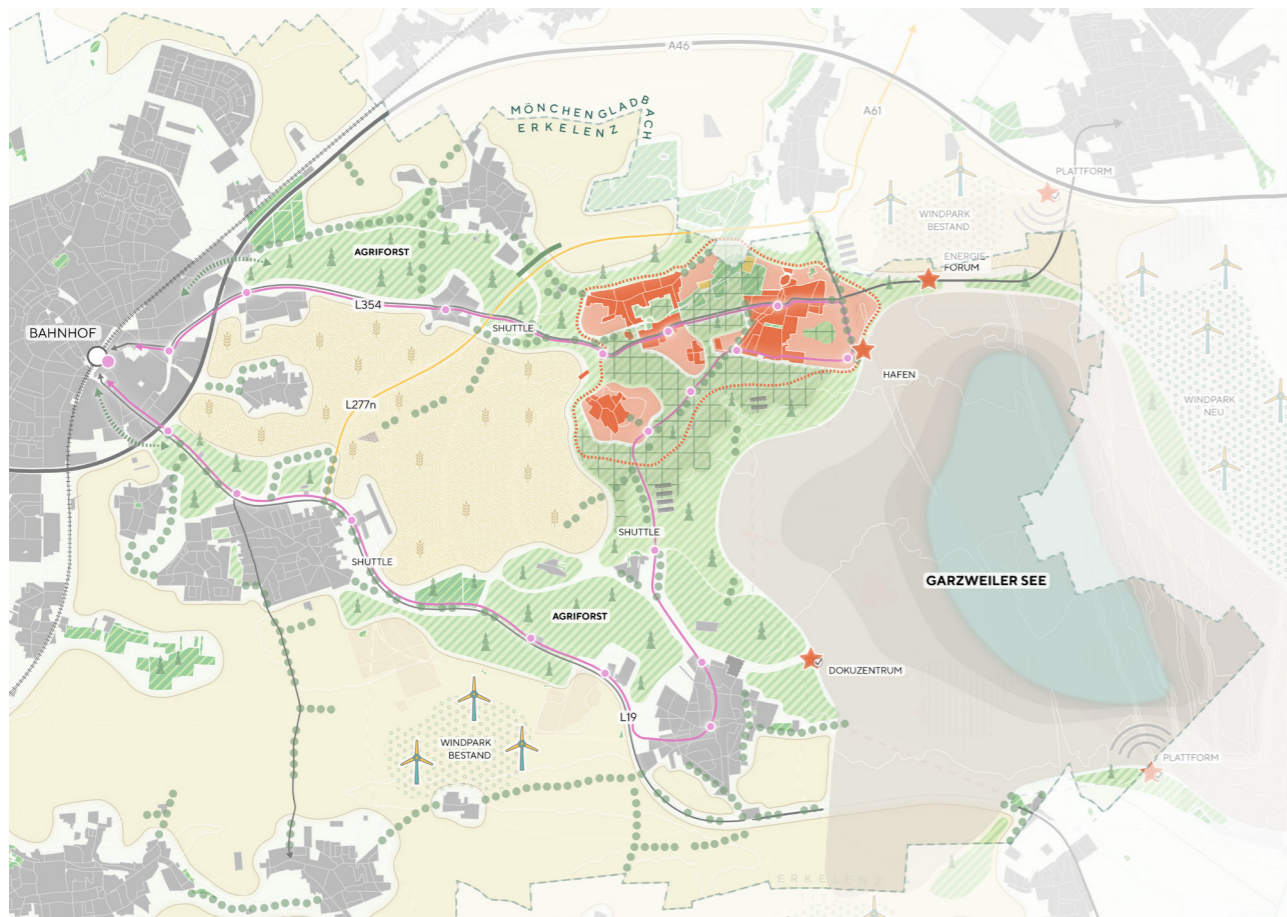 A46
MÖNCHENGLADBACH
ERKELENZ
A61
PLATTFORM
WINDPARK
BESTAND
AGRIFORST
ENERGIE-
FORUM
L354
BAHNHOF
SHUTTLE
HAFEN
L277n
WINDPARK
NEU
SHUTTLE
SHUTTLE
GARZWEILER SEE
AGRIFORST
DOKUZENTRUM
L19
WINDPARK
BESTAND
PLATTFORM
ERKELENZ